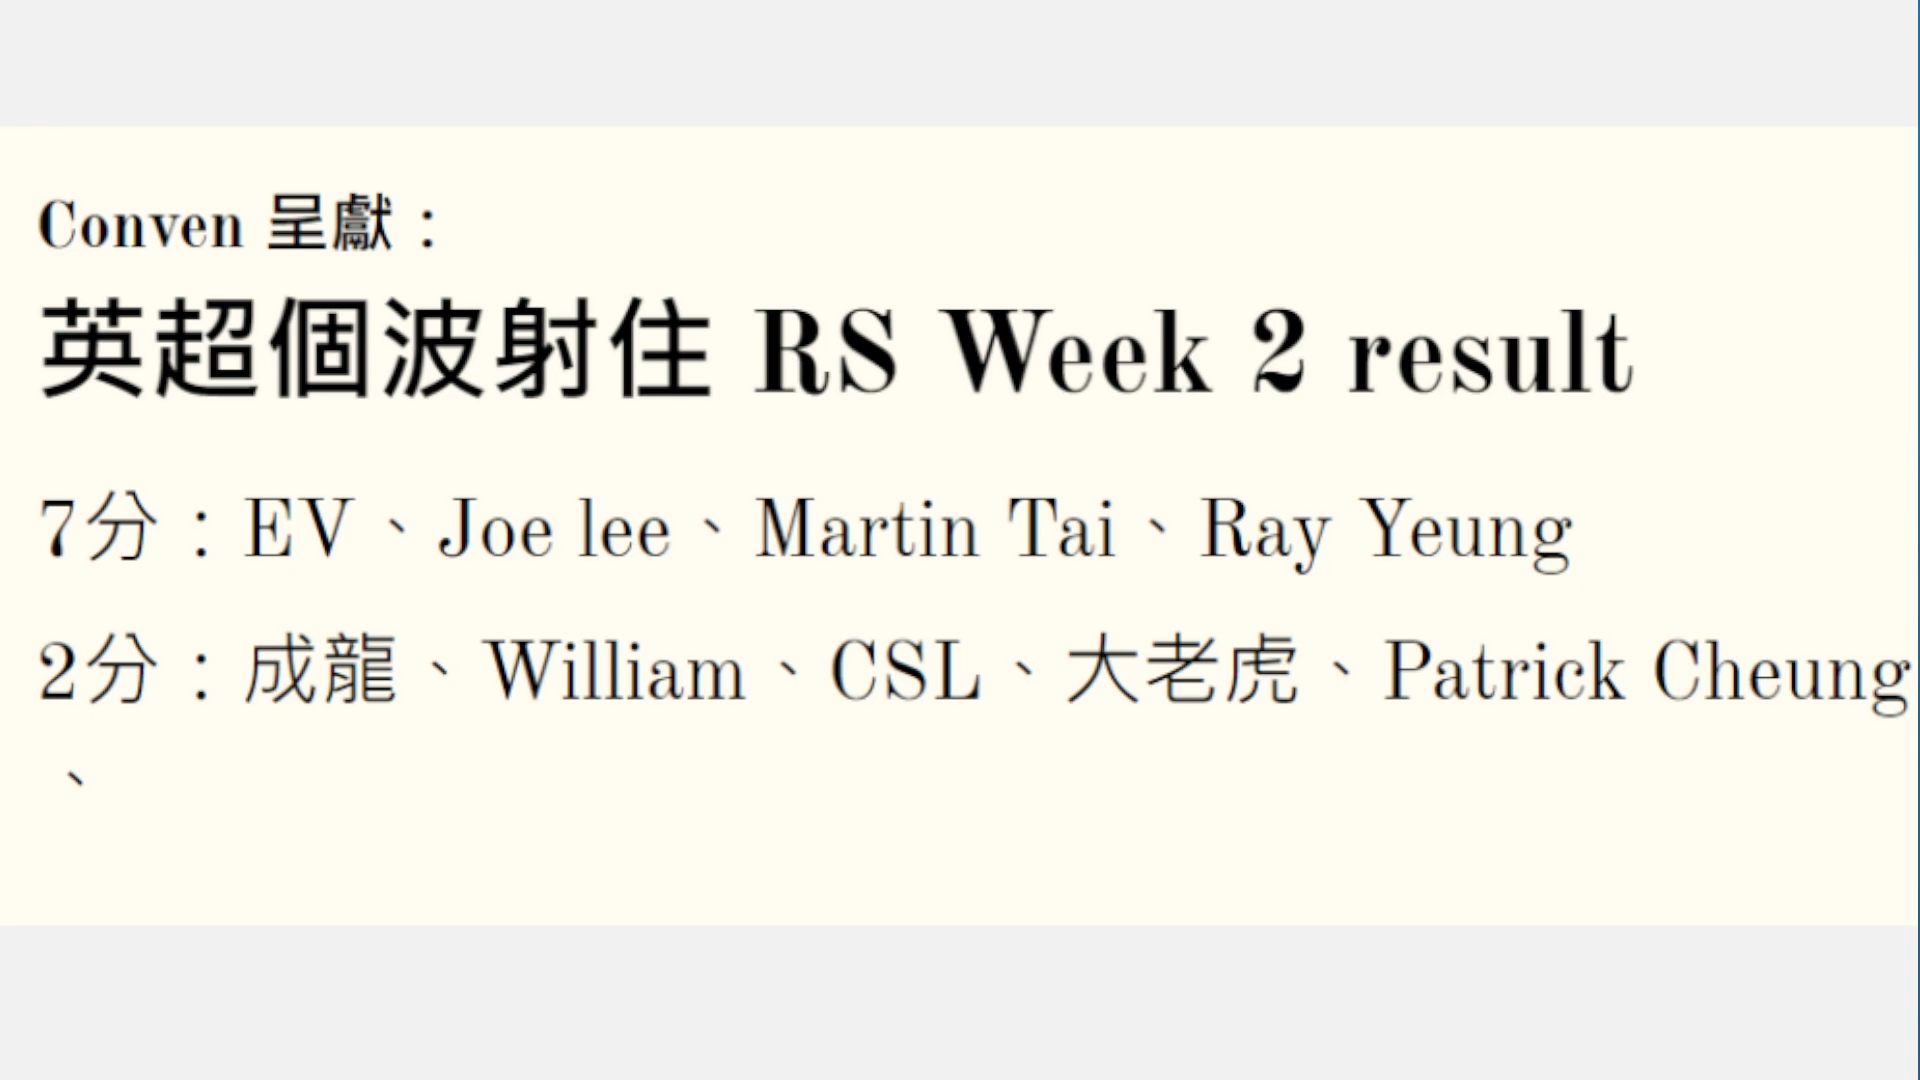 Conven 呈獻：
英超個波射住 RS Week 2 result
7分：EV、Joe lee、Martin Tai、Ray Yeung
2分：成龍、William、CSL、大老虎、Patrick Cheung
、